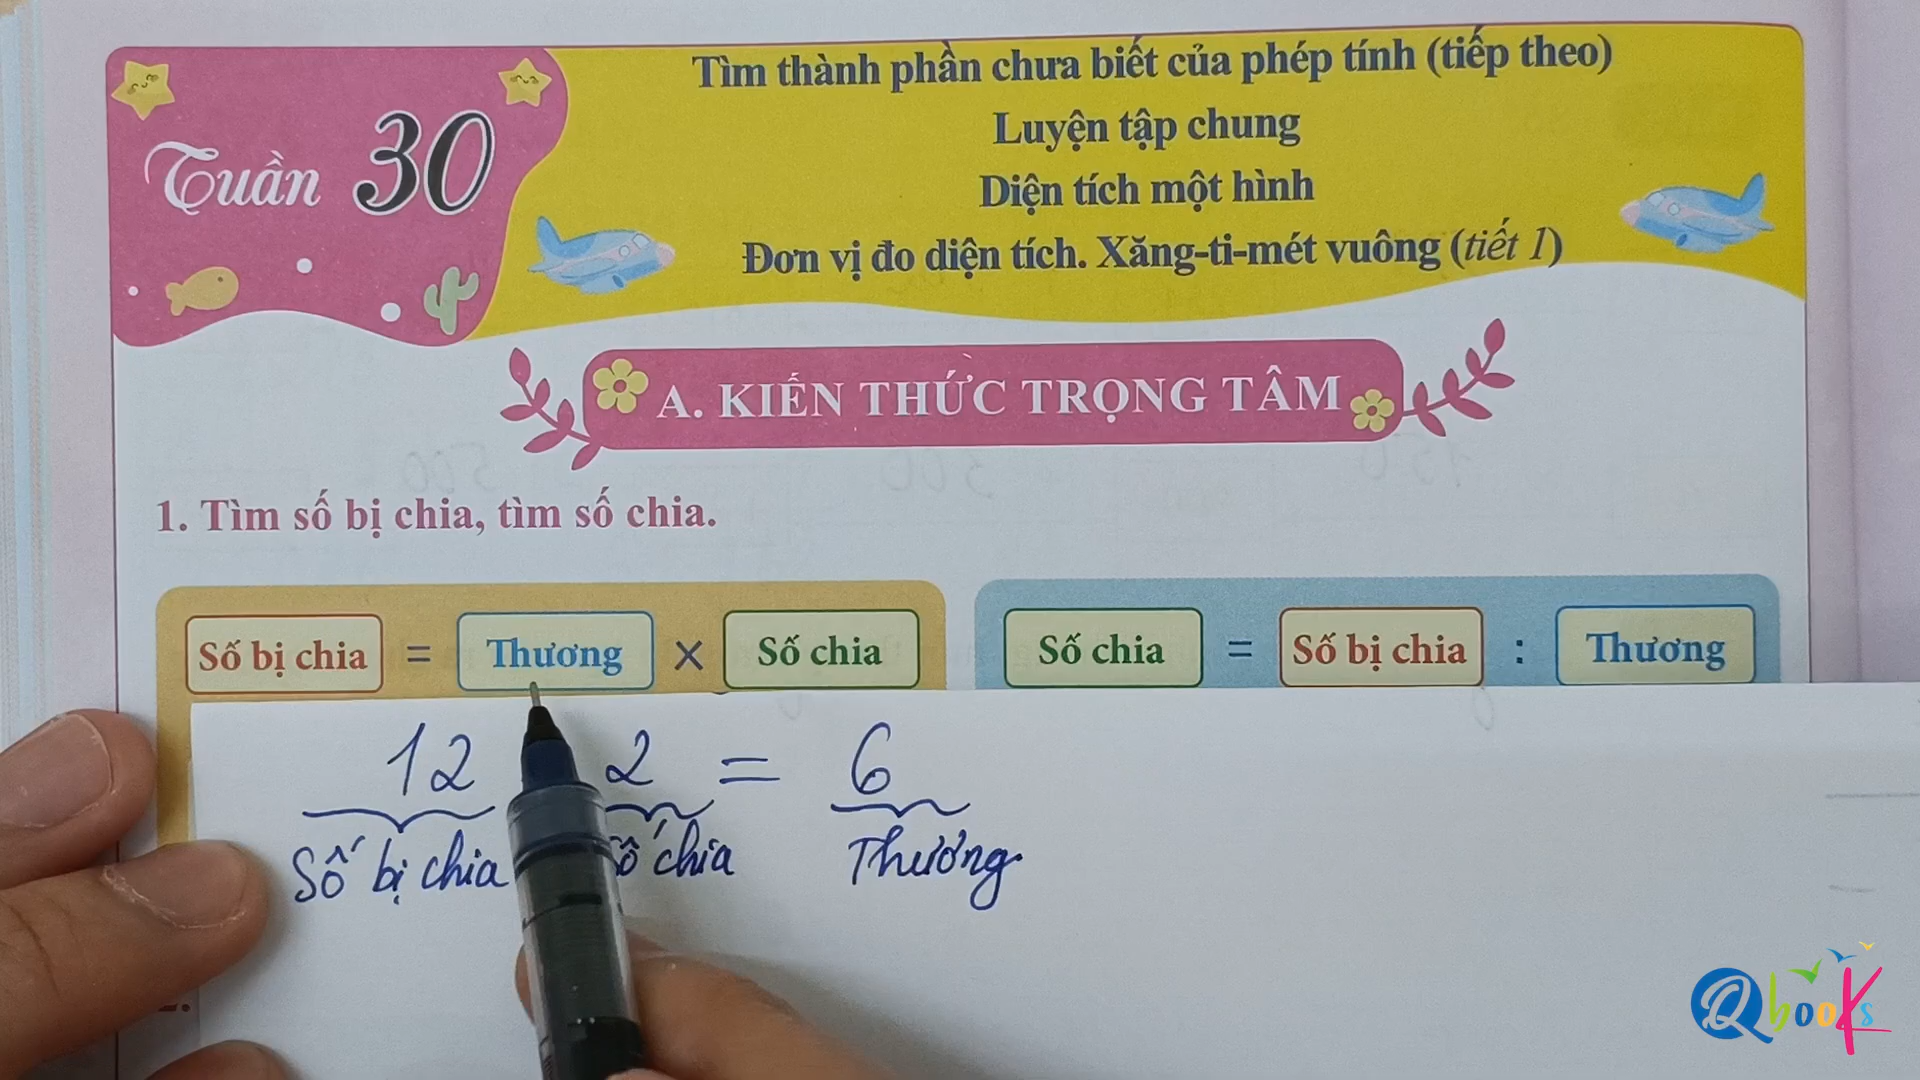 Tuần 30
Tìm thành phần chưa biết của phép tính (tiếp theo)
Luyện tập chung
Diện tích một hình
Đơn vị đo diện tích. Xăng-ti-mét vuông (tiết 1)
A. KIẾN THỨC TRỌNG TÂM
1. Tìm số bị chia, tìm số chia.
Số bị chia = Thương × Số chia
Số chia = Số bị chia : Thương
12 2 = 6
Số bị chia số chia Thương
Qbooks